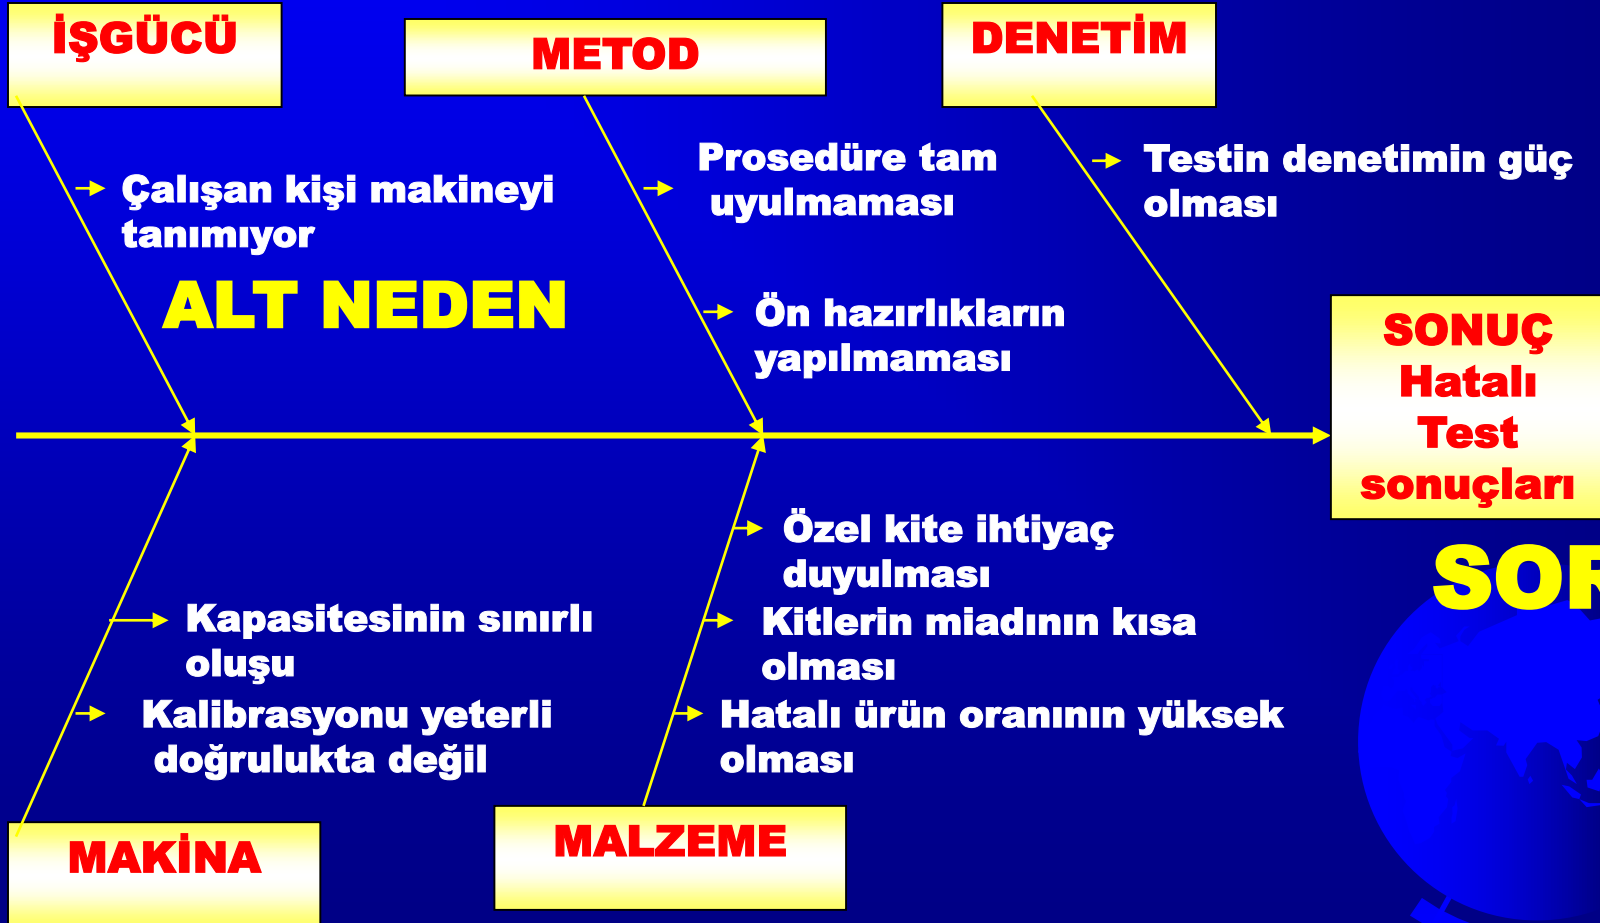 İŞGÜCÜ
METOD
DENETİM
Çalışan kişi makineyi
tanımıyor
Prosedüre tam
uyulmaması
Testin denetimin güç
olması
ALT NEDEN
Ön hazırlıkların
yapılmaması
SONUÇ
Hatalı
Test
sonuçları
Özel kite ihtiyaç
duyulması
Kapasitesinin sınırlı
oluşu
Kitlerin miadının kısa
olması
Kalibrasyonu yeterli
doğrulukta değil
Hatalı ürün oranının yüksek
olması
MAKİNA
MALZEME